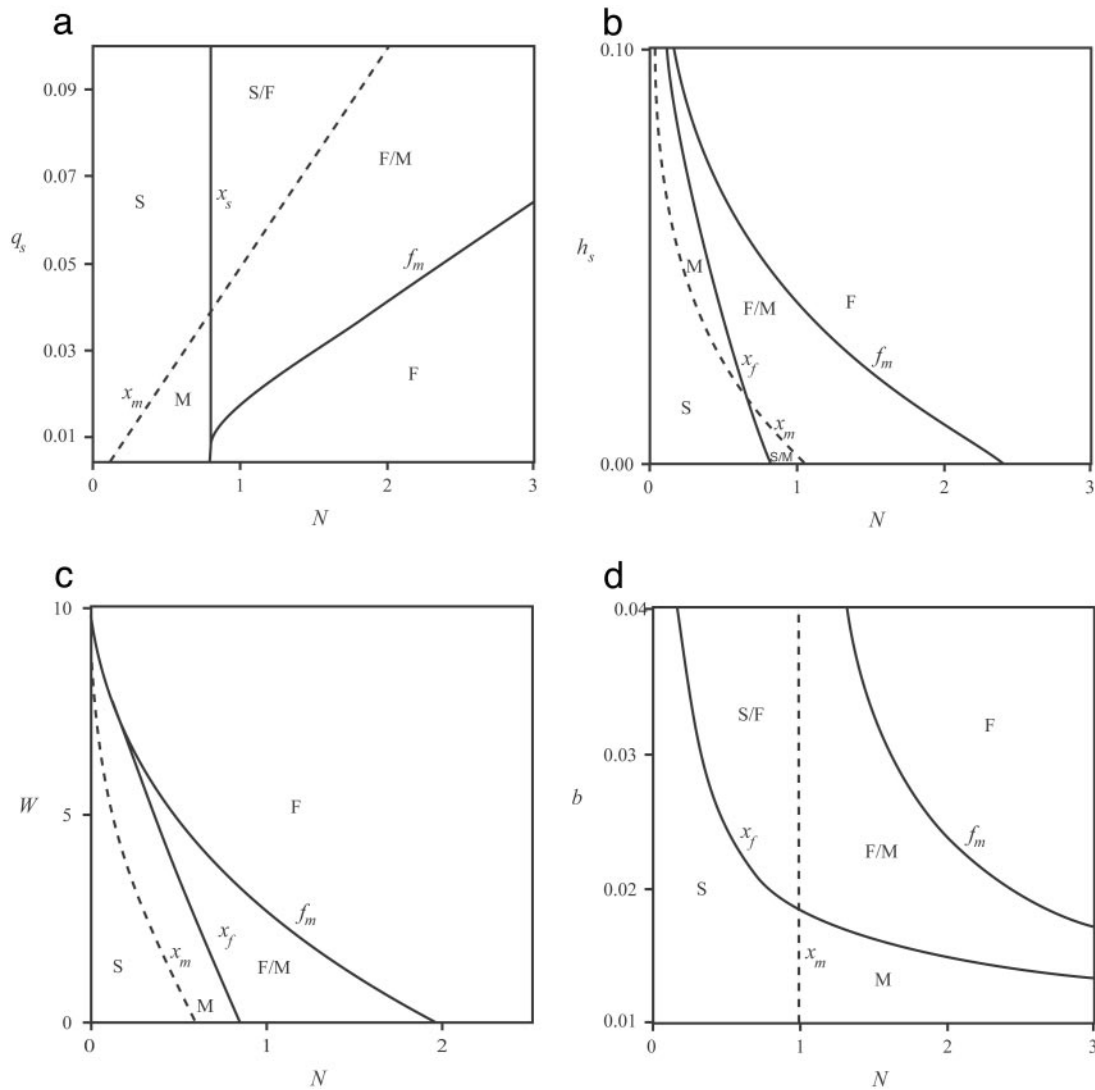 a
0.09
0.07
0.05
0.03
0.01
q_s
S/F
F/M
S
x_s
f_m
F
x_m
M
0
1
2
3
N
b
0.10
h_s
0.00
M
F/M
F
x_f
f_m
S
x_m
S/M
0
1
2
3
N
c
10
W
5
0
F
f_m
x_f
x_m
S
F/M
M
0
1
2
N
d
0.04
0.03
b
0.02
0.01
S/F
F
x_f
f_m
F/M
S
x_m
M
0
1
2
3
N